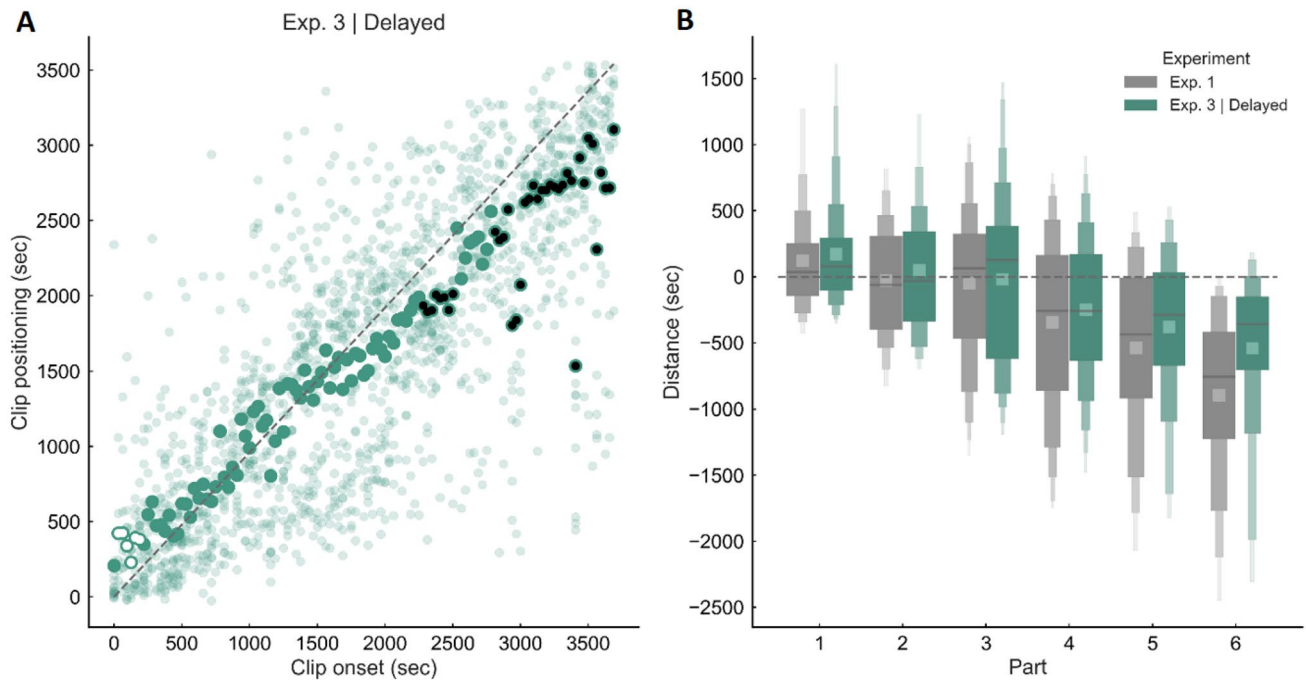 A
Exp. 3 | Delayed
3500
3000
2500
2000
1500
1000
500
0
Clip positioning (sec)
0 500 1000 1500 2000 2500 3000 3500
Clip onset (sec)
B
Experiment
Exp. 1
Exp. 3 | Delayed
1500
1000
500
0
−500
−1000
−1500
−2000
−2500
Distance (sec)
1 2 3 4 5 6
Part